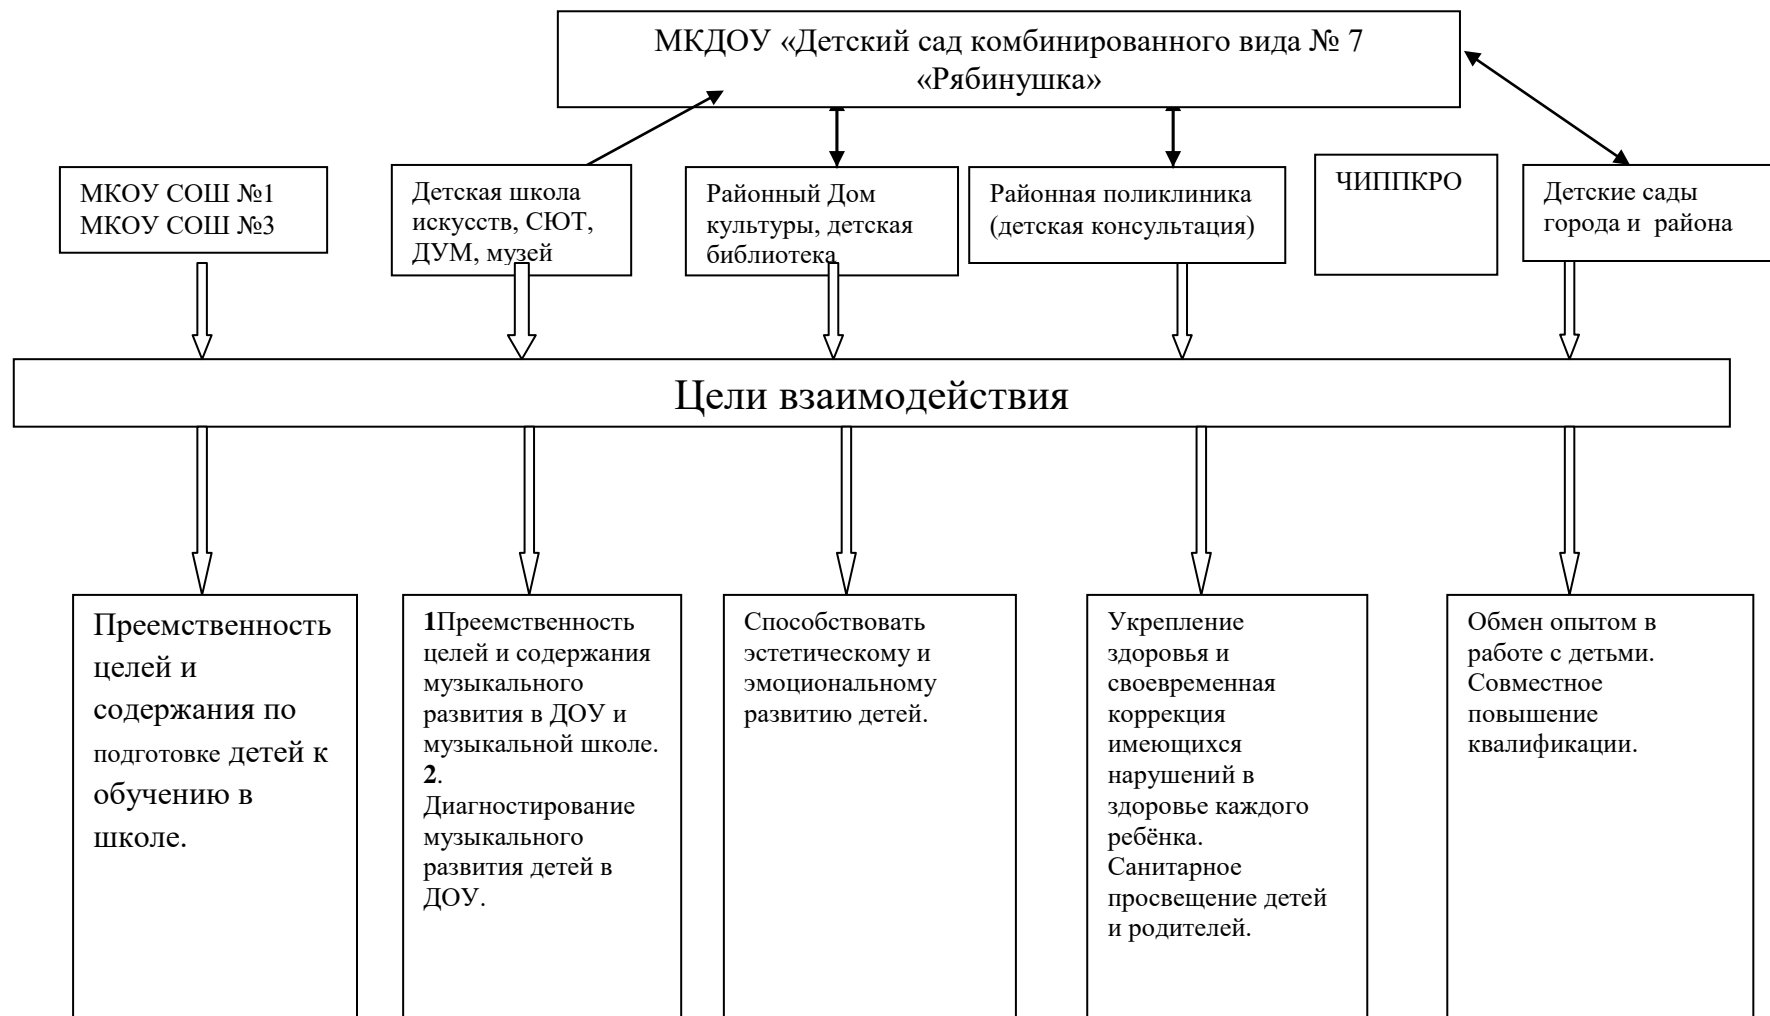 МКДОУ «Детский сад комбинированного вида № 7
«Рябинушка»
МКОУ СОШ №1
МКОУ СОШ №3
Детская школа
искусств, СЮТ,
ДУМ, музей
Районный Дом
культуры, детская
библиотека
Районная поликлиника
(детская консультация)
ЧИППКРО
Детские сады
города и  района
Цели взаимодействия
Преемственность
целей и
содержания по
подготовке детей к
обучению в
школе.
1Преемственность
целей и содержания
музыкального
развития в ДОУ и
музыкальной школе.
2.
Диагностирование
музыкального
развития детей в
ДОУ.
Способствовать
эстетическому и
эмоциональному
развитию детей.
Укрепление
здоровья и
своевременная
коррекция
имеющихся
нарушений в
здоровье каждого
ребёнка.
Санитарное
просвещение детей
и родителей.
Обмен опытом в
работе с детьми.
Совместное
повышение
квалификации.